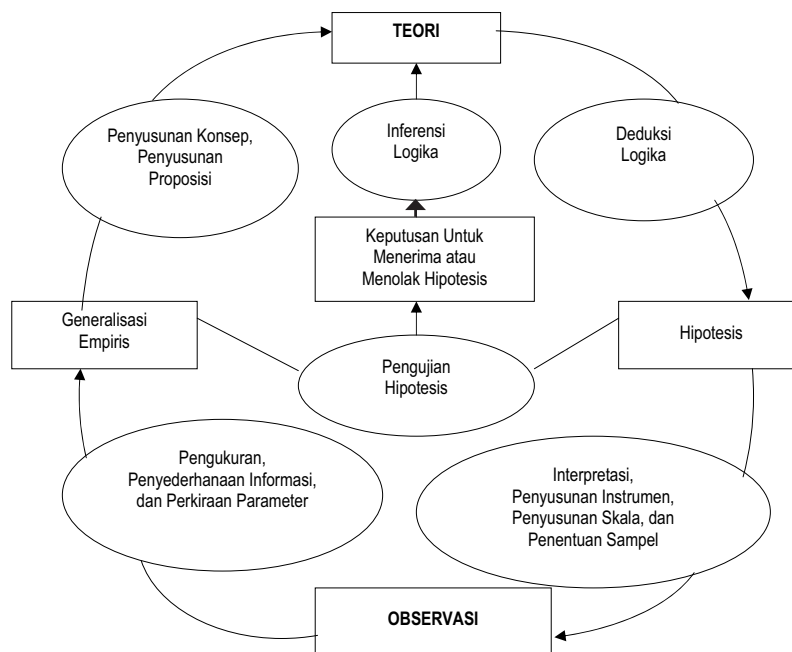 TEORI
Penyusunan Konsep,
Penyusunan
Proposisi
Inferensi
Logika
Deduksi
Logika
Keputusan Untuk
Menerima atau
Menolak Hipotesis
Generalisasi
Empiris
Hipotesis
Pengujian
Hipotesis
Pengukuran,
Penyederhanaan Informasi,
dan Perkiraan Parameter
Interpretasi,
Penyusunan Instrumen,
Penyusunan Skala, dan
Penentuan Sampel
OBSERVASI